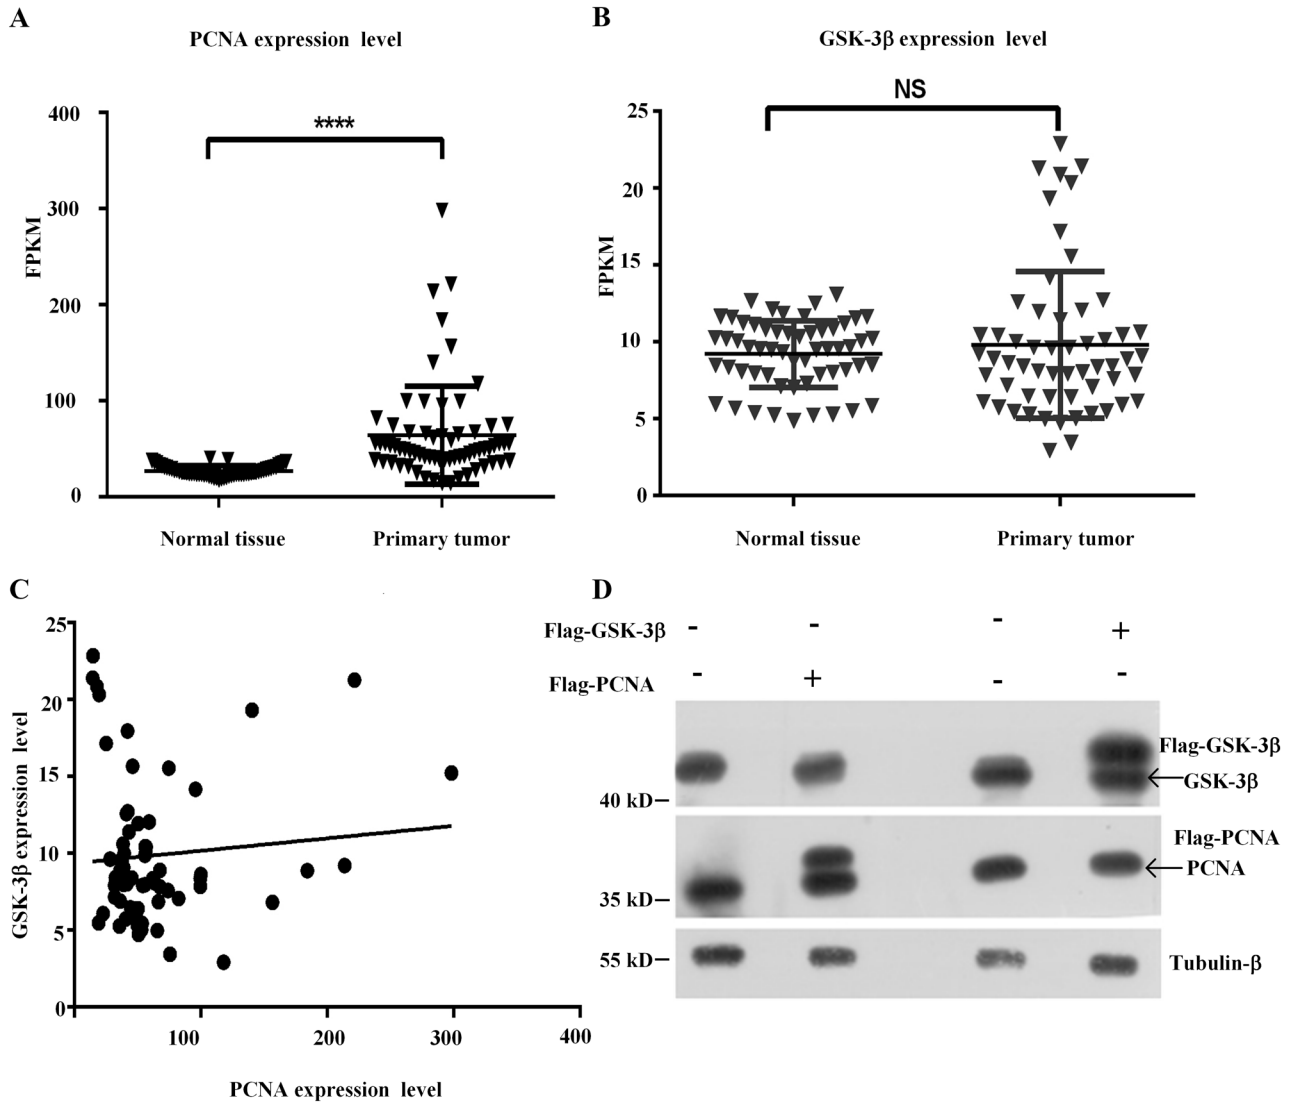 A
PCNA expression level
400
300
200
100
0
FPKM
****
Normal tissue
Primary tumor
B
GSK-3β expression level
25
20
15
10
5
0
FPKM
NS
Normal tissue
Primary tumor
C
25
20
15
10
5
0
GSK-3β expression level
100
200
300
400
PCNA expression level
D
Flag-GSK-3β - - - +
Flag-PCNA - + - -
Flag-GSK-3β
GSK-3β
40 kD
Flag-PCNA
PCNA
35 kD
55 kD
Tubulin-β